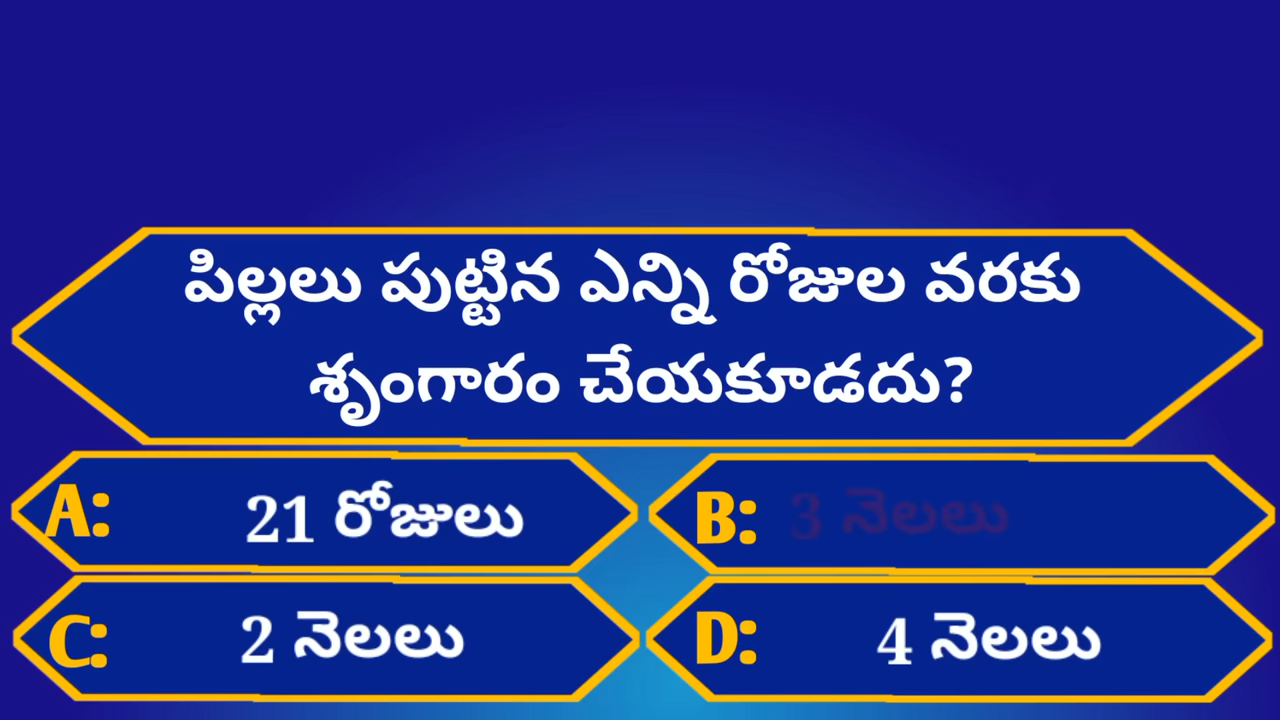 పిల్లలు పుట్టిన ఎన్ని రోజుల వరకు
శృంగారం చేయకూడదు?
A: 21 రోజులు
B: 3 నెలలు
C: 2 నెలలు
D: 4 నెలలు